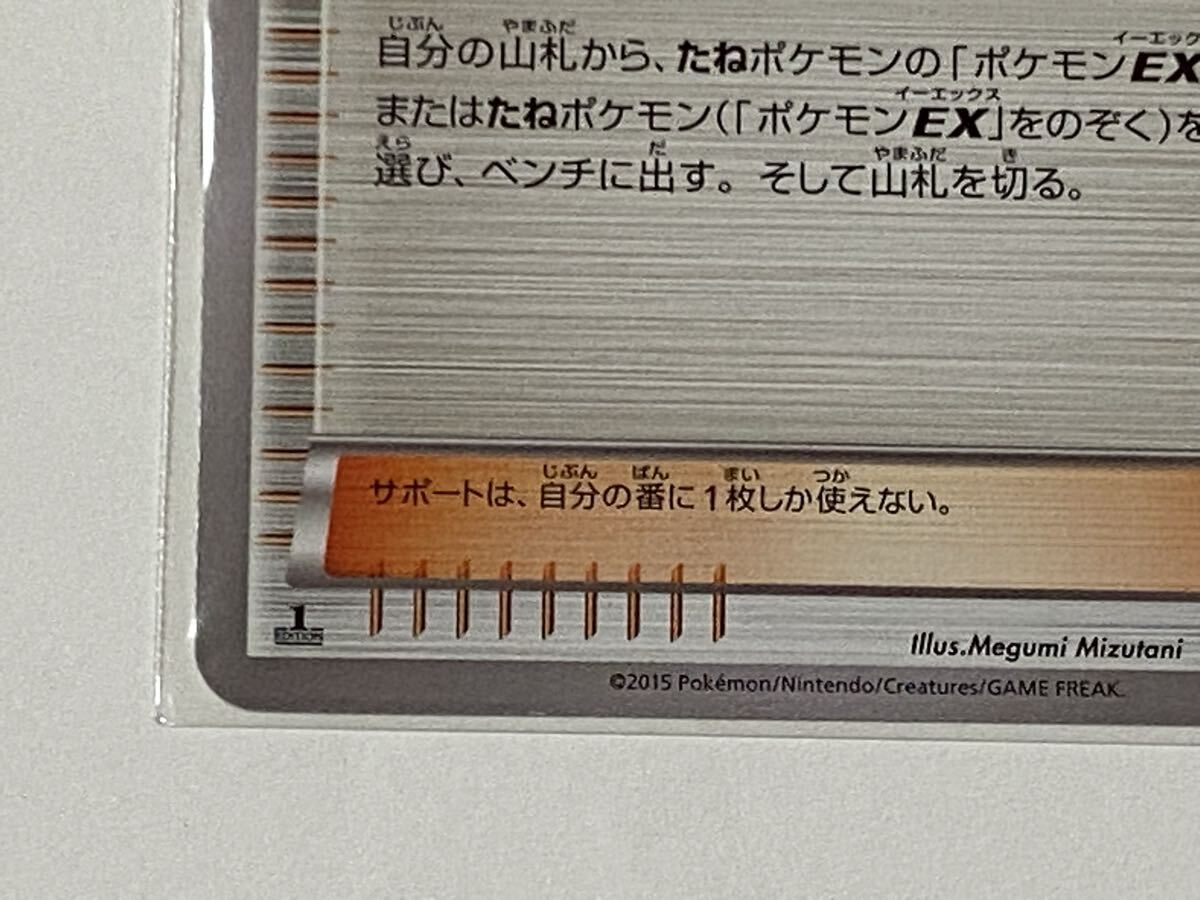 自分の山札から、たねポケモンの「ポケモンEX
またはたねポケモン(「ポケモンEX」をのぞく)を
選び、ベンチに出す。そして山札を切る。
サポートは、自分の番に1枚しか使えない。
1
EDITION
Illus.Megumi Mizutani
©2015 Pokémon/Nintendo/Creatures/GAME FREAK.